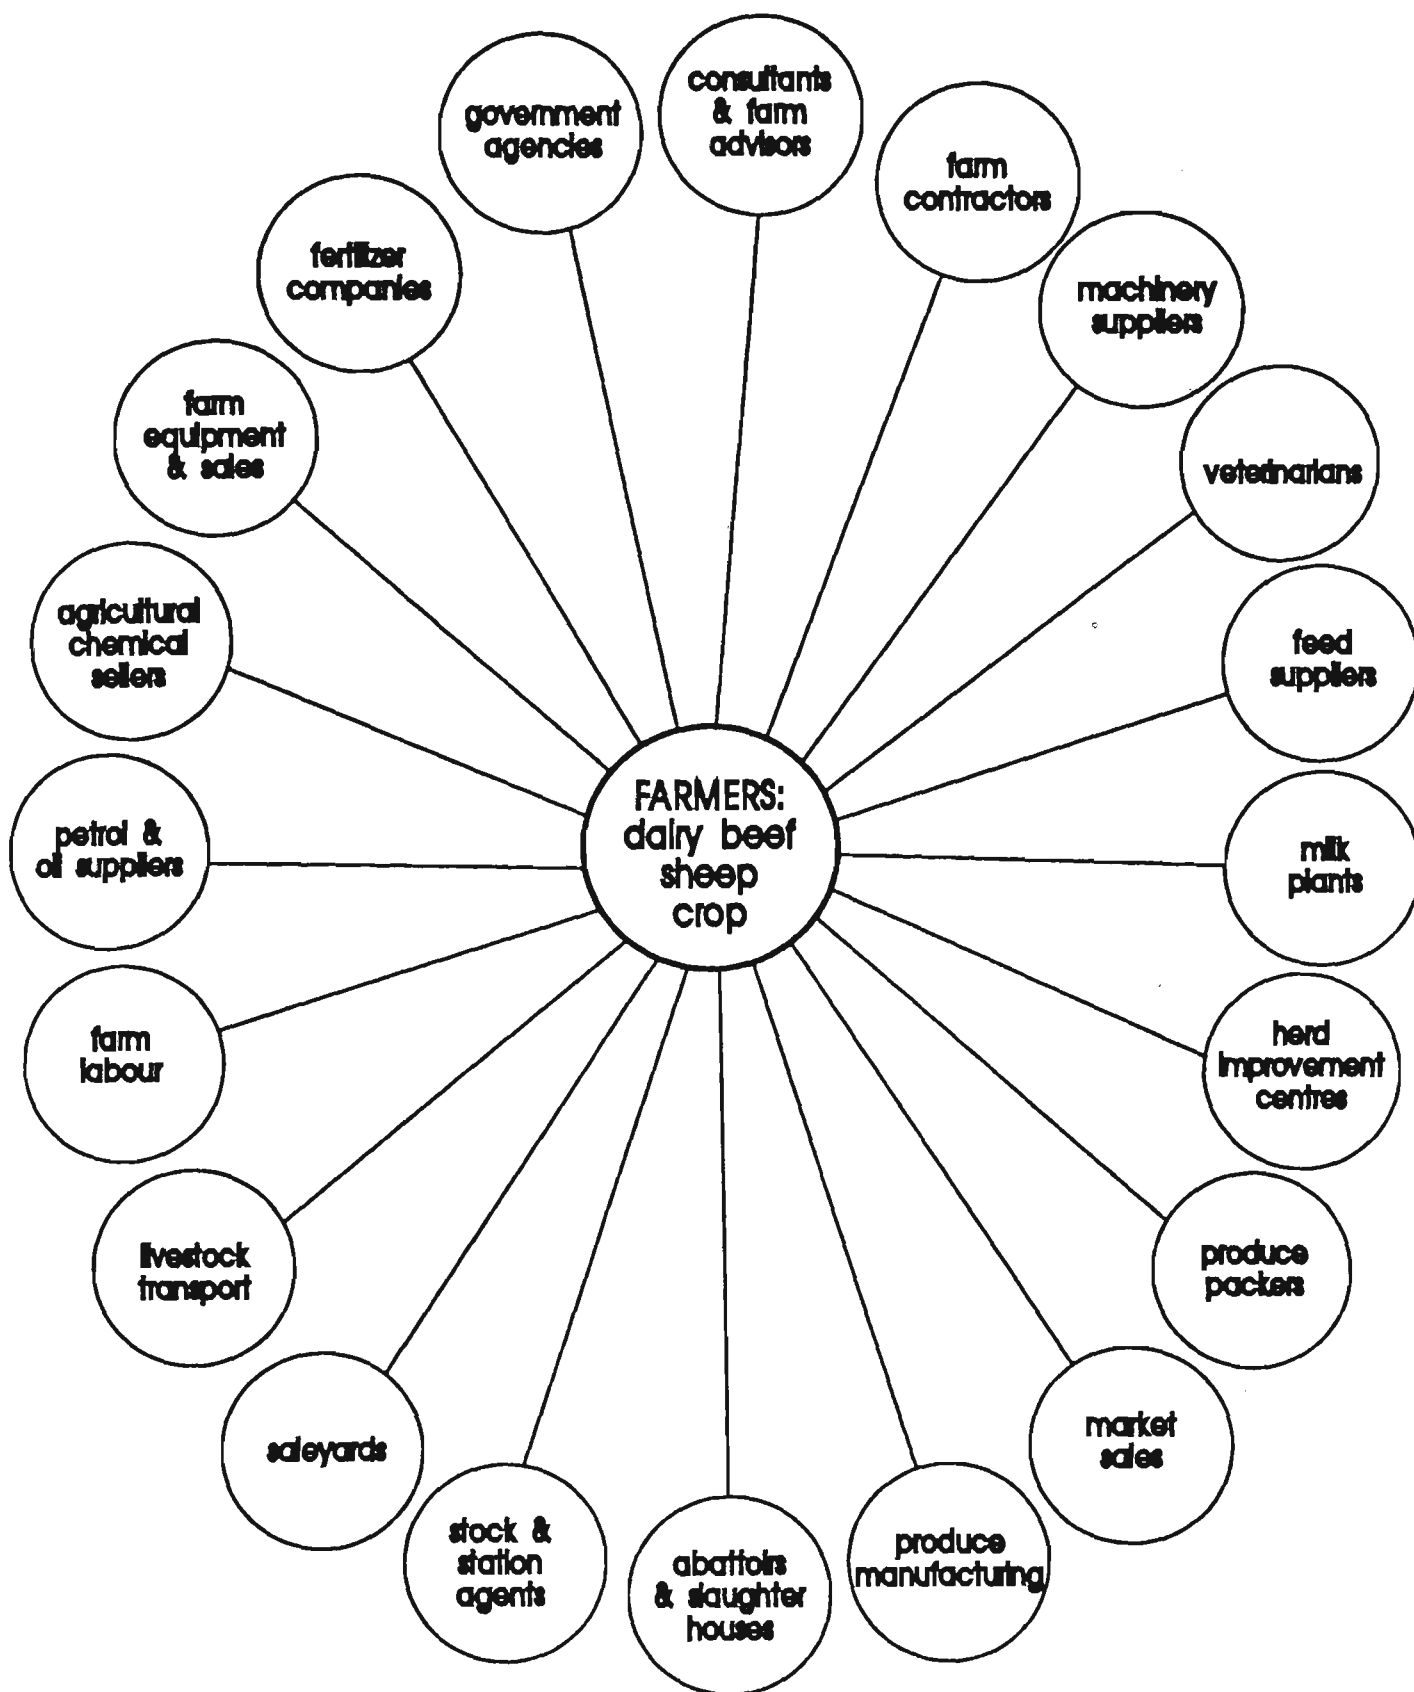 consultants
& farm
advisors
government
agencies
farm
contractors
fertilizer
companies
machinery
suppliers
farm
equipment
& sales
veterinarians
agricultural
chemical
sellers
feed
suppliers
FARMERS:
dairy beef
sheep
crop
petrol &
oil suppliers
milk
plants
farm
labour
herd
improvement
centres
livestock
transport
produce
packers
saleyards
market
sales
stock &
station
agents
abattoirs
& slaughter
houses
produce
manufacturing